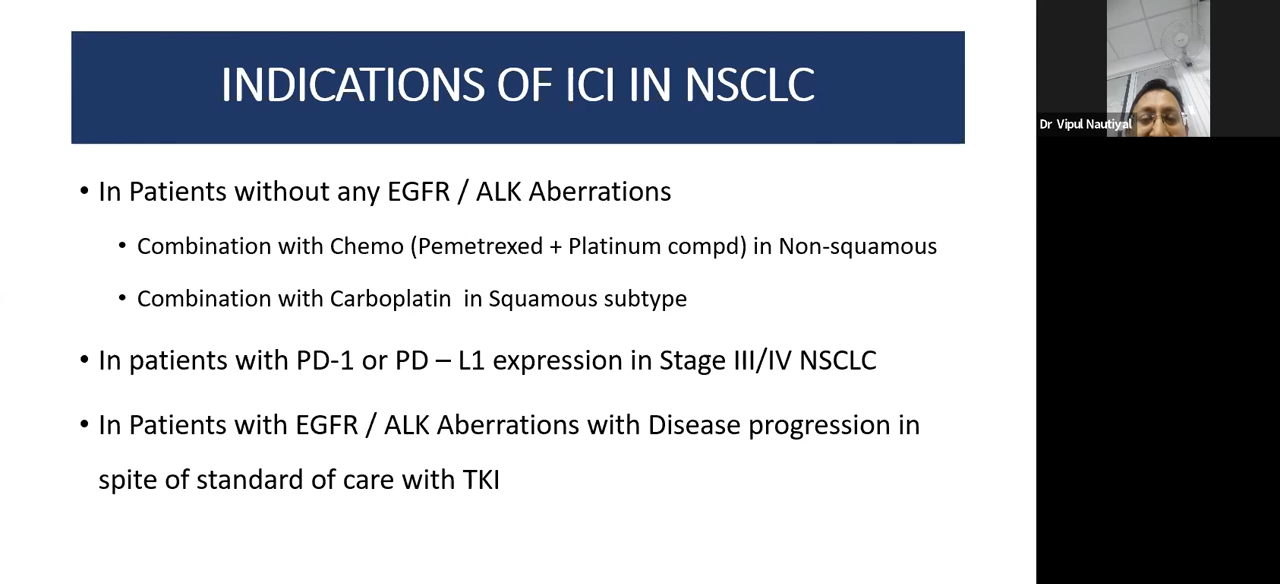 INDICATIONS OF ICI IN NSCLC
Dr Vipul Nautiyal
• In Patients without any EGFR / ALK Aberrations
• Combination with Chemo (Pemetrexed + Platinum compd) in Non-squamous
• Combination with Carboplatin in Squamous subtype
• In patients with PD-1 or PD – L1 expression in Stage III/IV NSCLC
• In Patients with EGFR / ALK Aberrations with Disease progression in
spite of standard of care with TKI